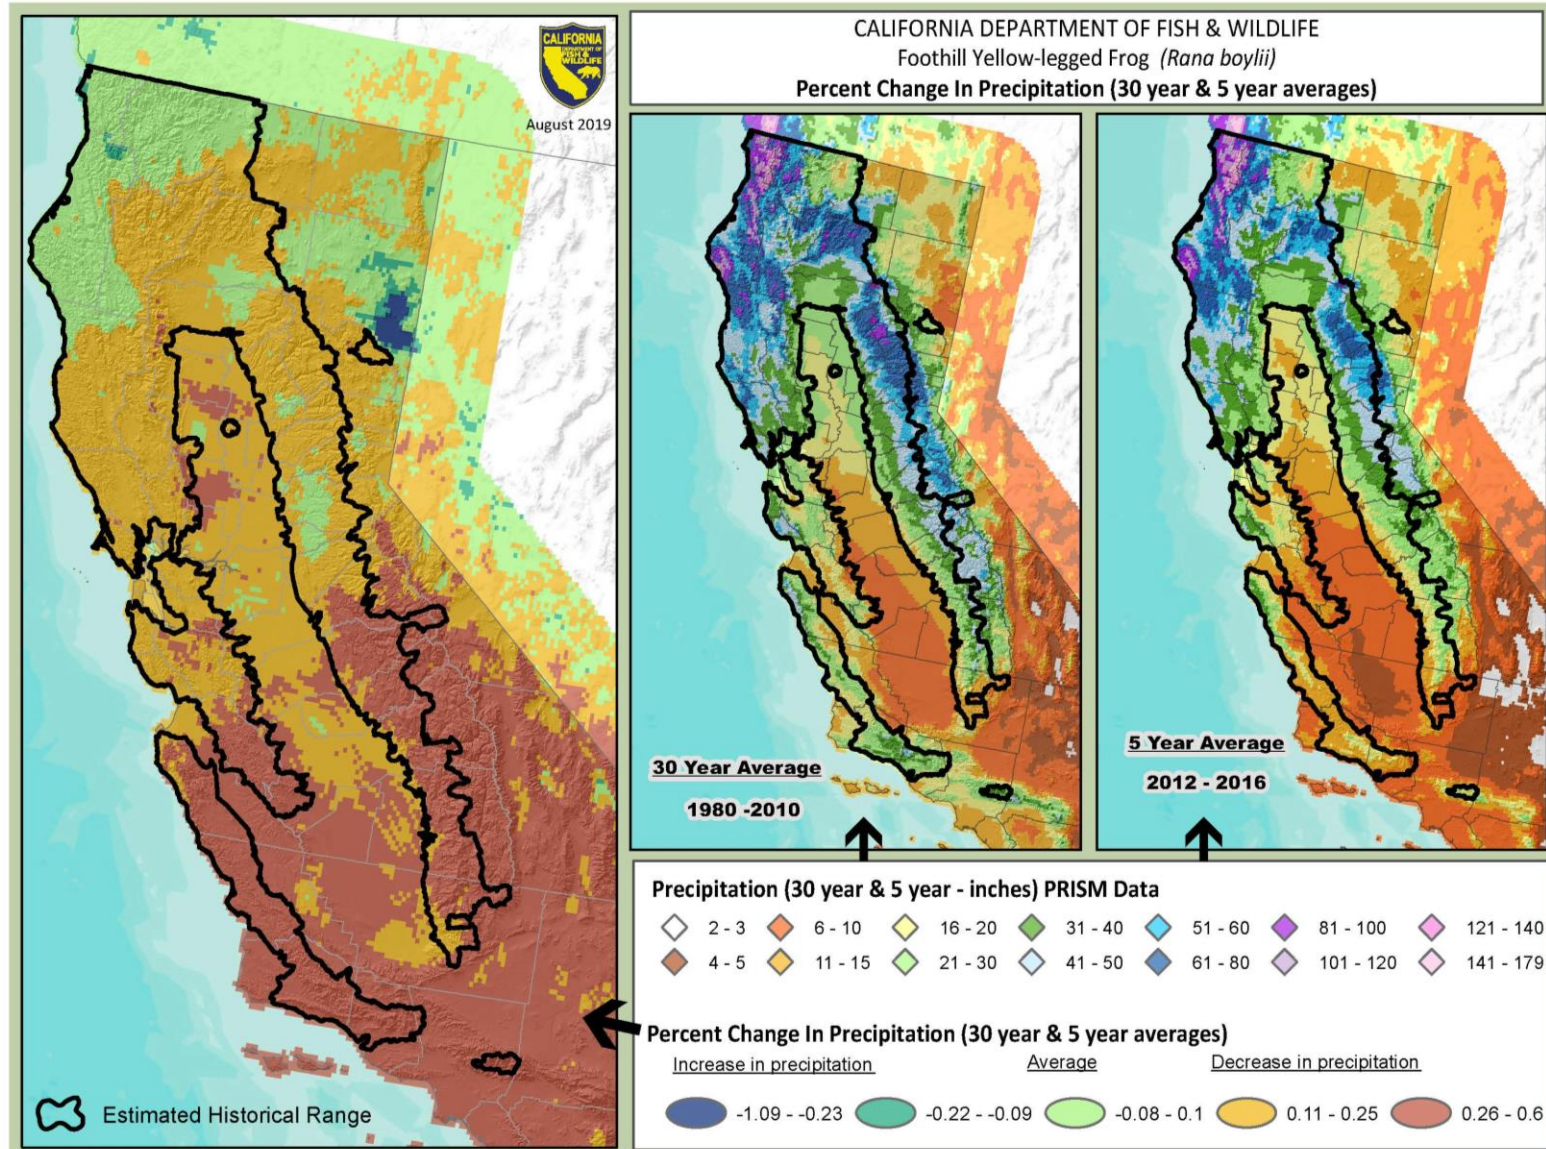 CALIFORNIA
DEPARTMENT OF
FISH &
WILDLIFE
August 2019
Estimated Historical Range
CALIFORNIA DEPARTMENT OF FISH & WILDLIFE
Foothill Yellow-legged Frog (Rana boylii)
Percent Change In Precipitation (30 year & 5 year averages)
30 Year Average
1980 -2010
5 Year Average
2012 - 2016
Precipitation (30 year & 5 year - inches) PRISM Data
2 - 3 6 - 10 16 - 20 31 - 40 51 - 60 81 - 100 121 - 140
4 - 5 11 - 15 21 - 30 41 - 50 61 - 80 101 - 120 141 - 179
Percent Change In Precipitation (30 year & 5 year averages)
Increase in precipitation Average Decrease in precipitation
-1.09 - -0.23 -0.22 - -0.09 -0.08 - 0.1 0.11 - 0.25 0.26 - 0.6